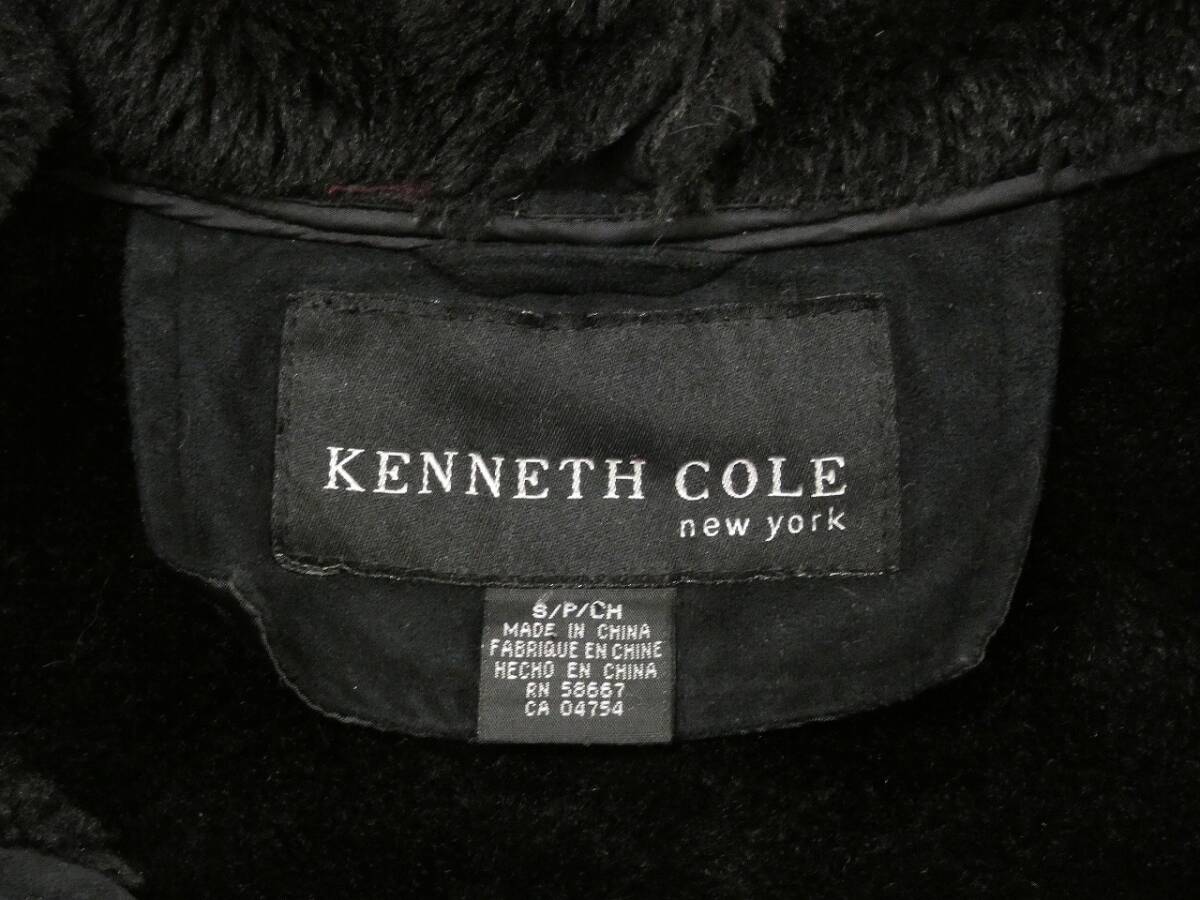 KENNETH COLE
new york
S/P/CH
MADE IN CHINA
FABRIQUE EN CHINE
HECHO EN CHINA
RN 58667
CA 04754